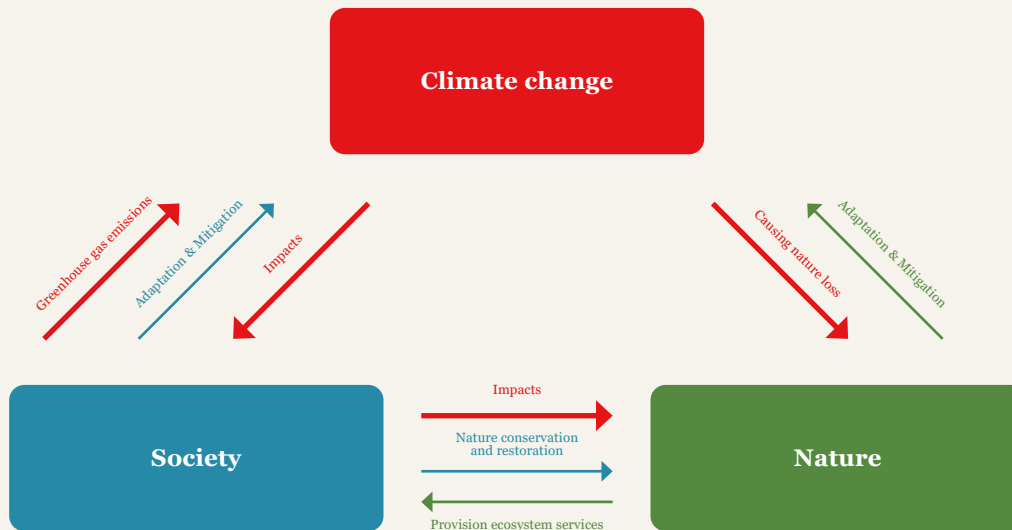 Climate change
Greenhouse gas emissions
Adaptation & Mitigation
Impacts
Causing nature loss
Adaptation & Mitigation
Impacts
Nature conservation
and restoration
Society
Nature
Provision ecosystem services